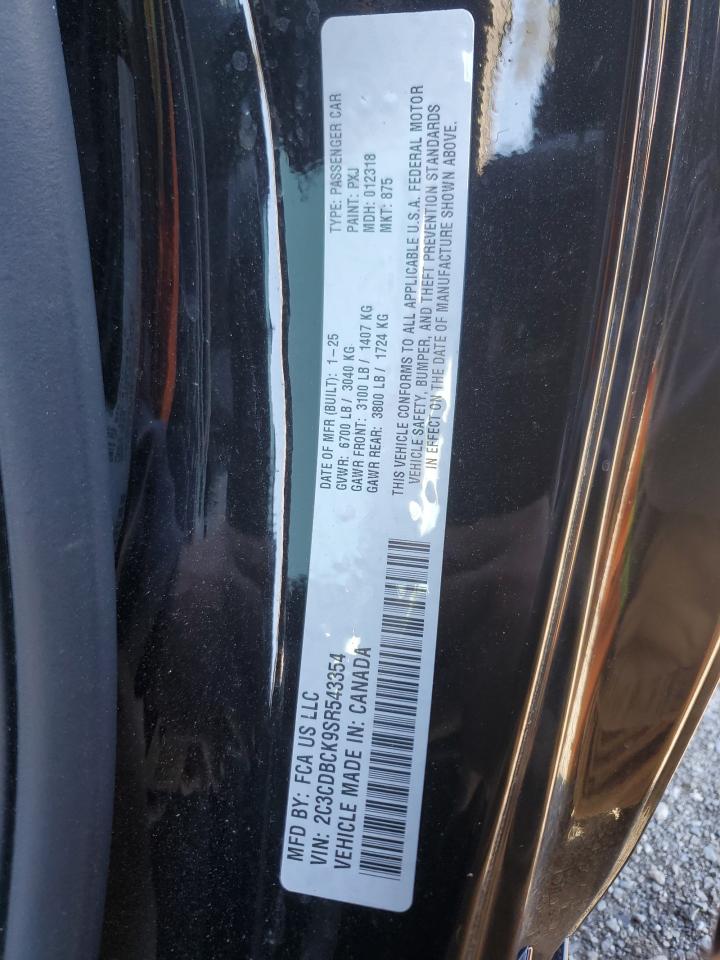 MFD BY: FCA US LLC
VIN: 2C3CDBCK9SR543354
VEHICLE MADE IN: CANADA
DATE OF MFR (BUILT): 1-25
GVWR: 6700 LB / 3040 KG
GAWR FRONT: 3100 LB / 1407 KG
GAWR REAR: 3800 LB / 1724 KG
TYPE: PASSENGER CAR
PAINT: PXJ
MDH: 012318
MKT: 875
THIS VEHICLE CONFORMS TO ALL APPLICABLE U.S.A. FEDERAL MOTOR
VEHICLE SAFETY, BUMPER, AND THEFT PREVENTION STANDARDS
IN EFFECT ON THE DATE OF MANUFACTURE SHOWN ABOVE.